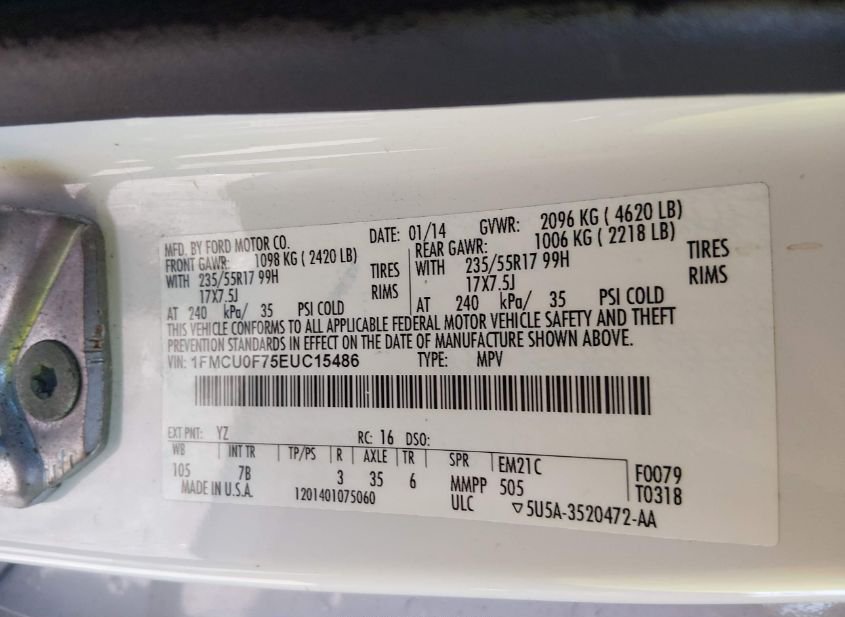 MFD. BY FORD MOTOR CO. DATE: 01/14 GVWR: 2096 KG ( 4620 LB)
FRONT GAWR: 1098 KG ( 2420 LB) REAR GAWR: 1006 KG ( 2218 LB)
WITH 235/55R17 99H TIRES WITH 235/55R17 99H TIRES
17X7.5J RIMS 17X7.5J RIMS
AT 240 kPa/ 35 PSI COLD AT 240 kPa/ 35 PSI COLD
THIS VEHICLE CONFORMS TO ALL APPLICABLE FEDERAL MOTOR VEHICLE SAFETY AND THEFT
PREVENTION STANDARDS IN EFFECT ON THE DATE OF MANUFACTURE SHOWN ABOVE.
VIN: 1FMCU0F75EUC15486 TYPE: MPV
EXT PNT: YZ RC: 16 DSO:
WB INT TR TP/PS R AXLE TR SPR EM21C F0079
105 7B 3 35 6 MMPP 505 T0318
MADE IN U.S.A. 1201401075060 ULC ▽5U5A-3520472-AA